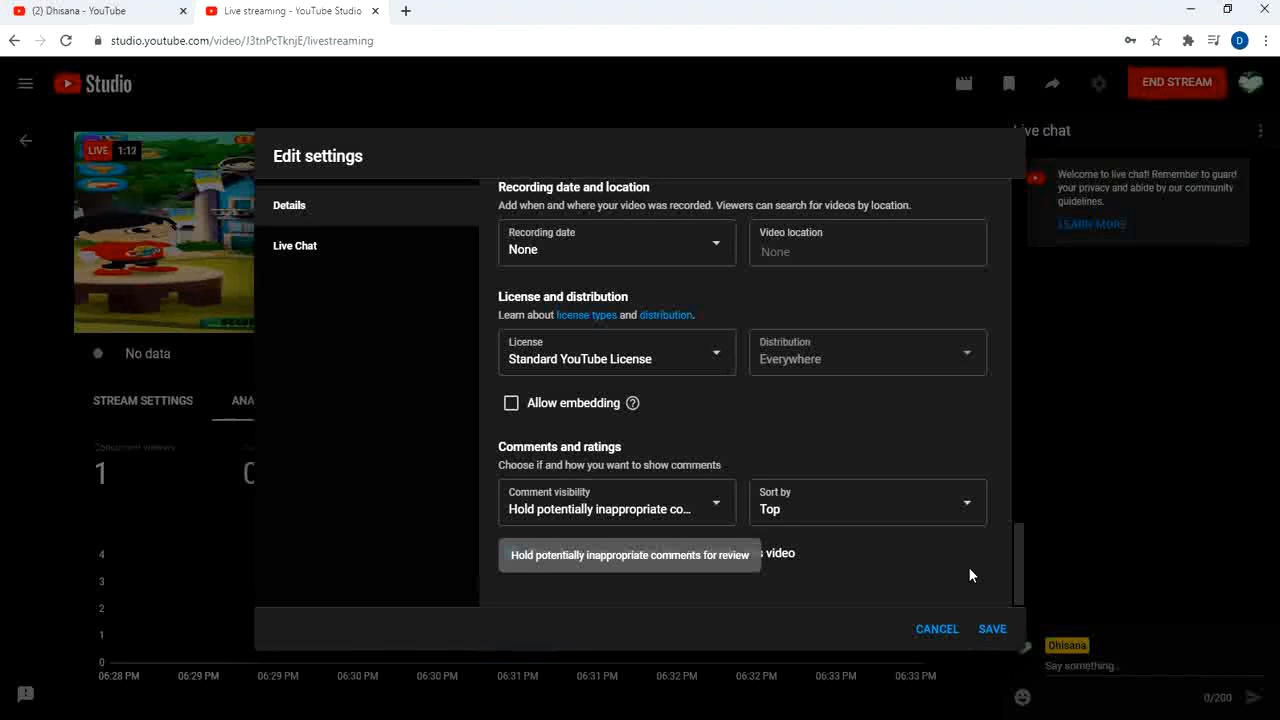 (2) Dhisana - YouTube
Live streaming - YouTube Studio
studio.youtube.com/video/J3tnPcTknjE/livestreaming
D
Studio
END STREAM
LIVE 1:12
Edit settings
Live chat
Welcome to live chat! Remember to guard
your privacy and abide by our community
guidelines.
LEARN MORE
Details
Live Chat
Recording date and location
Add when and where your video was recorded. Viewers can search for videos by location.
Recording date
None
Video location
None
License and distribution
Learn about license types and distribution.
License
Standard YouTube License
Distribution
Everywhere
Allow embedding
Comments and ratings
Choose if and how you want to show comments
Comment visibility
Hold potentially inappropriate co...
Sort by
Top
Hold potentially inappropriate comments for review
s video
CANCEL
SAVE
No data
STREAM SETTINGS
ANA
Concurrent viewers
1
0
4
3
2
1
0
06:28 PM 06:29 PM 06:29 PM 06:30 PM 06:30 PM 06:31 PM 06:31 PM 06:32 PM 06:32 PM 06:33 PM 06:33 PM
Dhisana
Say something...
0/200